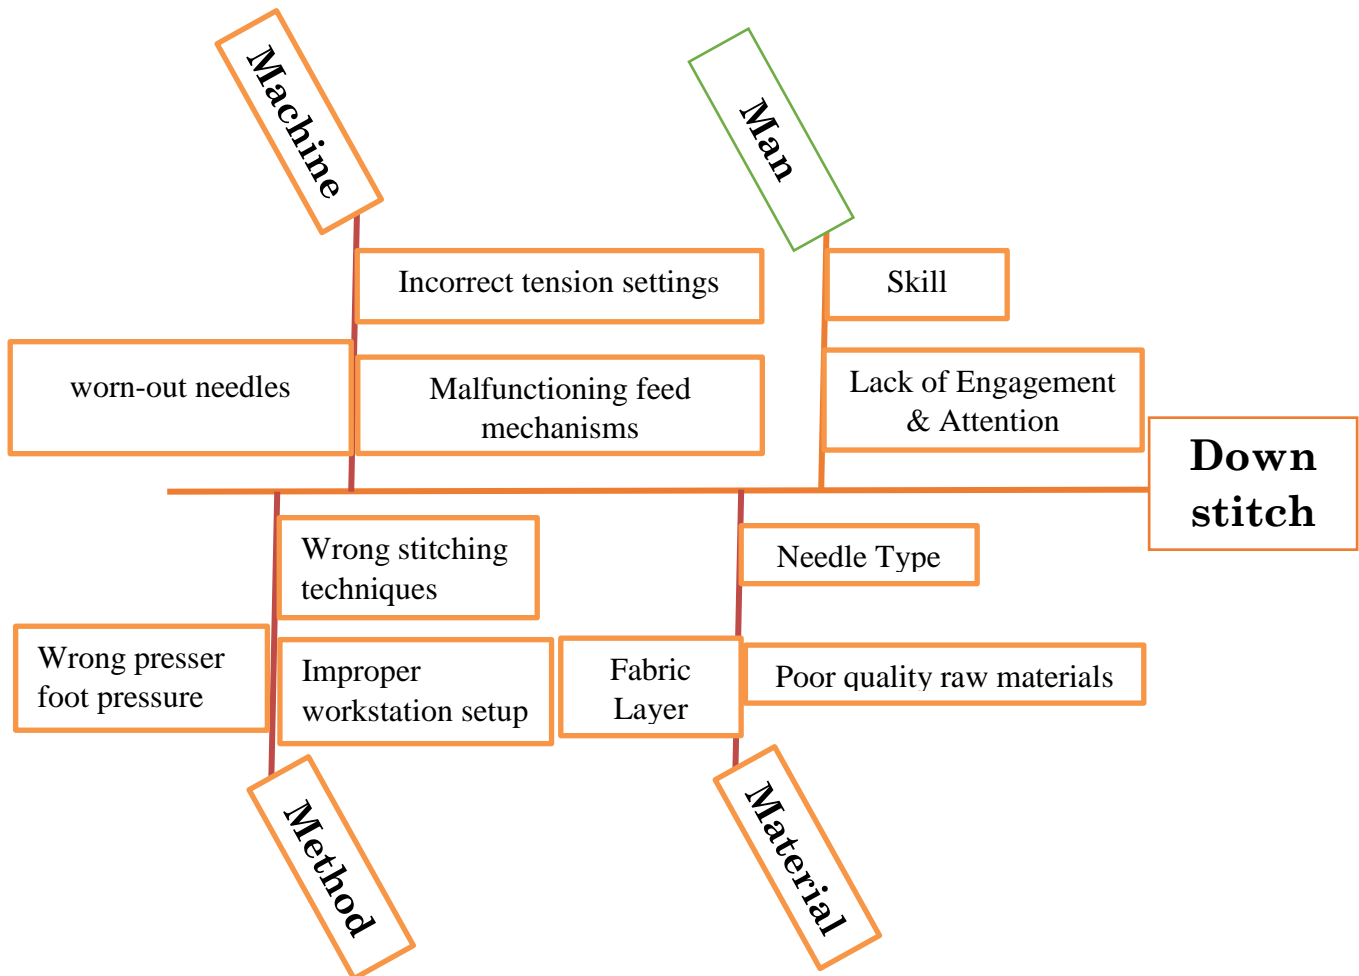 Machine
Man
Incorrect tension settings
Skill
worn-out needles
Malfunctioning feed
mechanisms
Lack of Engagement
& Attention
Down
stitch
Wrong stitching
techniques
Needle Type
Wrong presser
foot pressure
Improper
workstation setup
Fabric
Layer
Poor quality raw materials
Method
Material